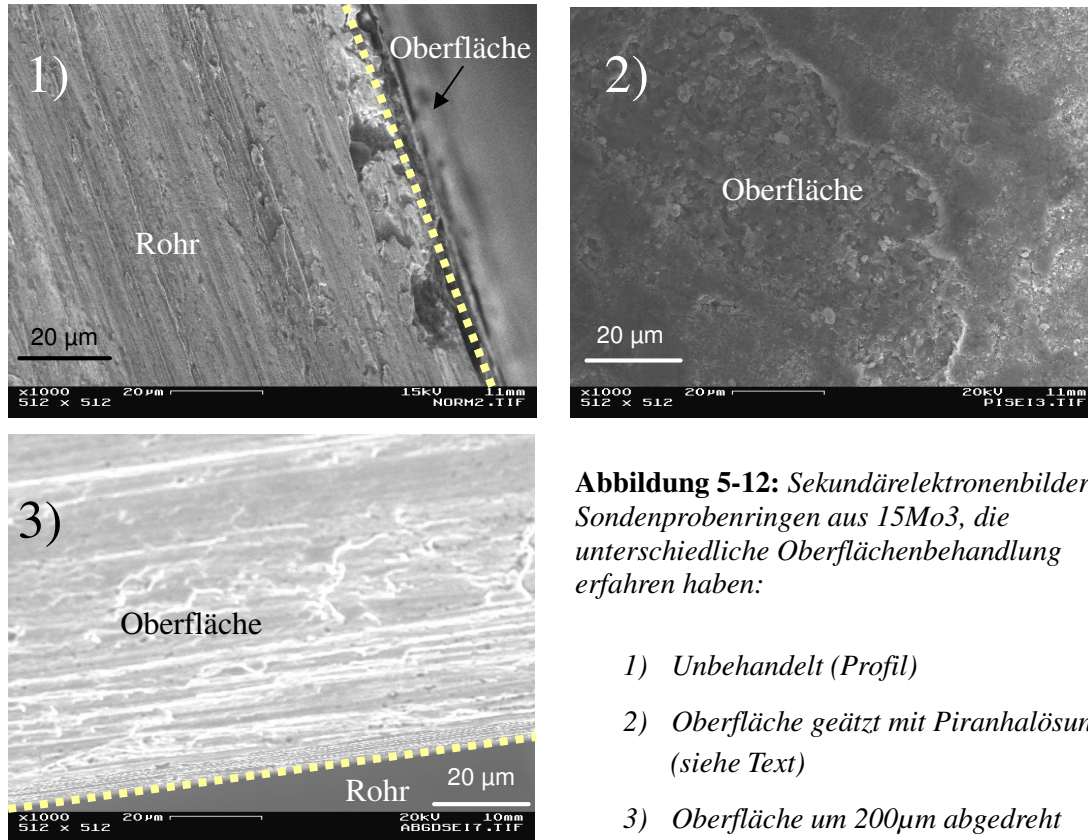 1)
Oberfläche
Rohr
20 µm
x1000 20µm 15kV 11mm
512 x 512 NORM2.TIF
2)
Oberfläche
20 µm
x1000 20µm 20kV 11mm
512 x 512 PISEI3.TIF
3)
Oberfläche
Rohr
20 µm
x1000 20µm 20kV 10mm
512 x 512 ABGDSEI7.TIF
Abbildung 5-12: Sekundärelektronenbilder
Sondenprobenringen aus 15Mo3, die
unterschiedliche Oberflächenbehandlung
erfahren haben:
1) Unbehandelt (Profil)
2) Oberfläche geätzt mit Piranhalösun
(siehe Text)
3) Oberfläche um 200µm abgedreht